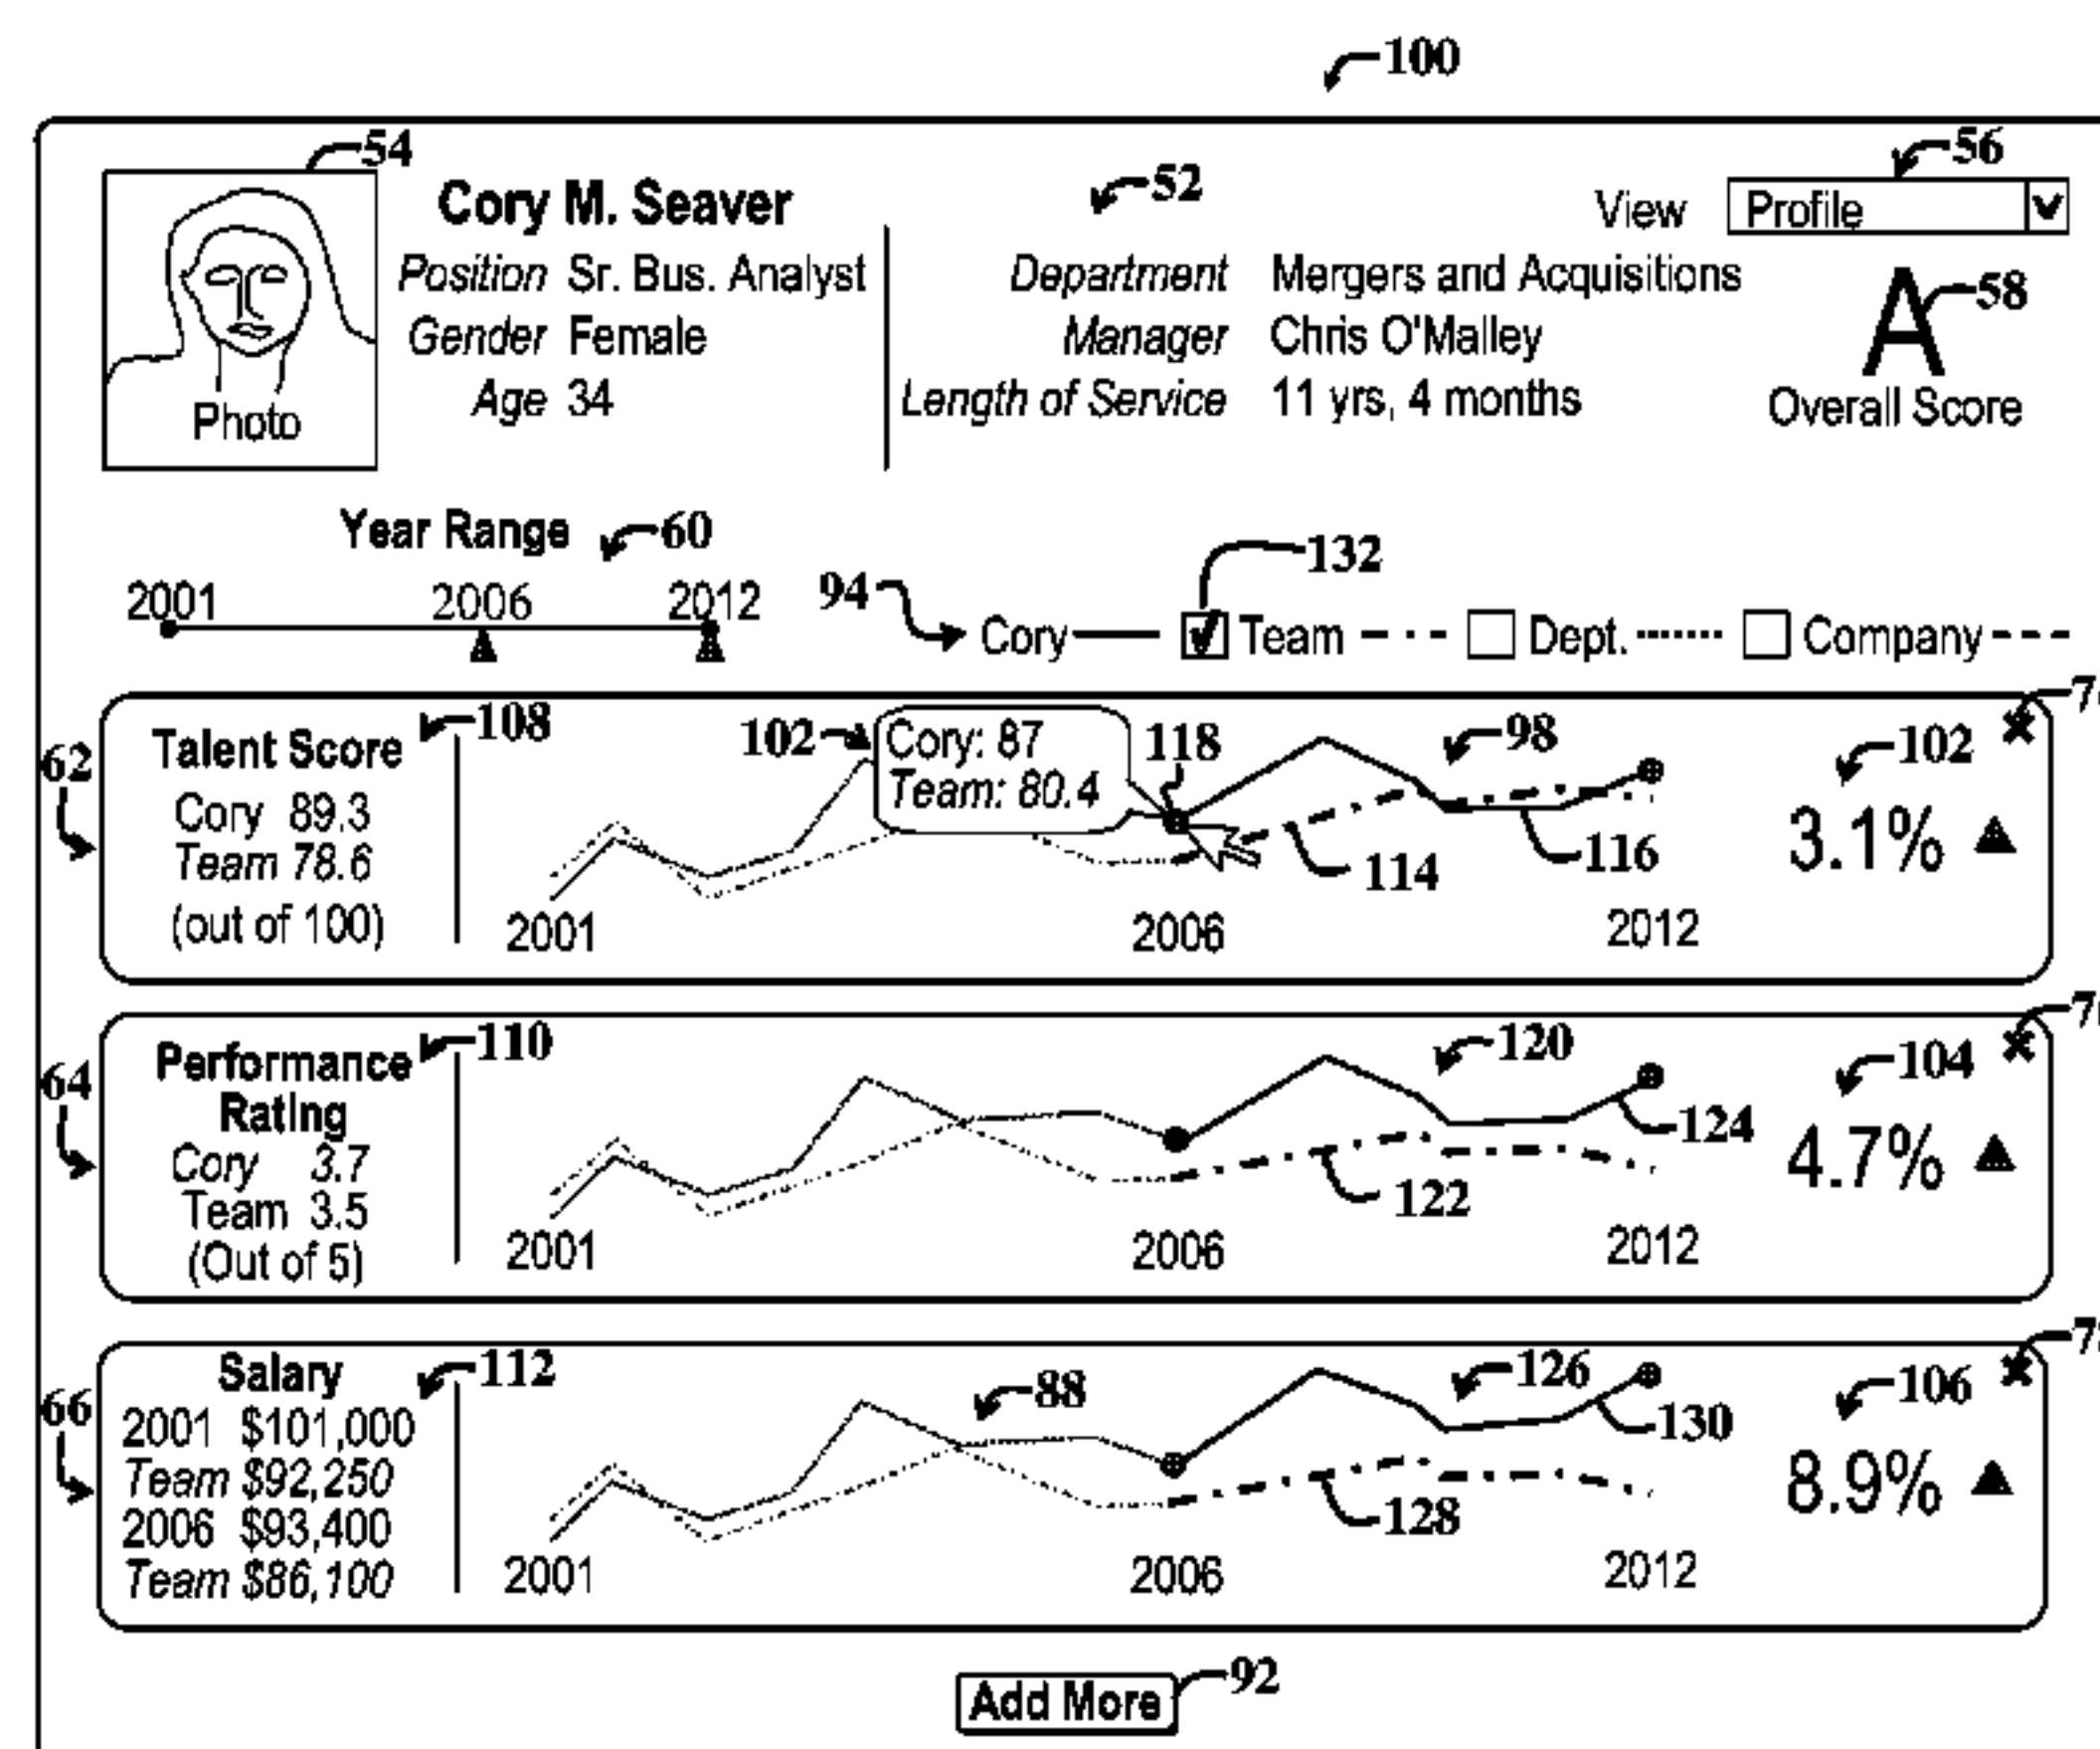 100
54
Cory M. Seaver
52
56
View Profile
Position Sr. Bus. Analyst
Department Mergers and Acquisitions
A
58
Gender Female
Manager Chris O'Malley
Age 34
Length of Service 11 yrs, 4 months
Overall Score
Photo
Year Range
60
132
2001 2006 2012
94
Cory Team Dept. Company
62
Talent Score
108
102
Cory: 87
Team: 80.4
118
98
102
Cory 89.3
Team 78.6
(out of 100)
114
116
3.1%
2001 2006 2012
64
Performance
Rating
110
120
104
Cory 3.7
Team 3.5
(Out of 5)
122
124
4.7%
2001 2006 2012
66
Salary
112
88
126
106
2001 $101,000
Team $92,250
2006 $93,400
Team $86,100
128
130
8.9%
2001 2006 2012
Add More
92